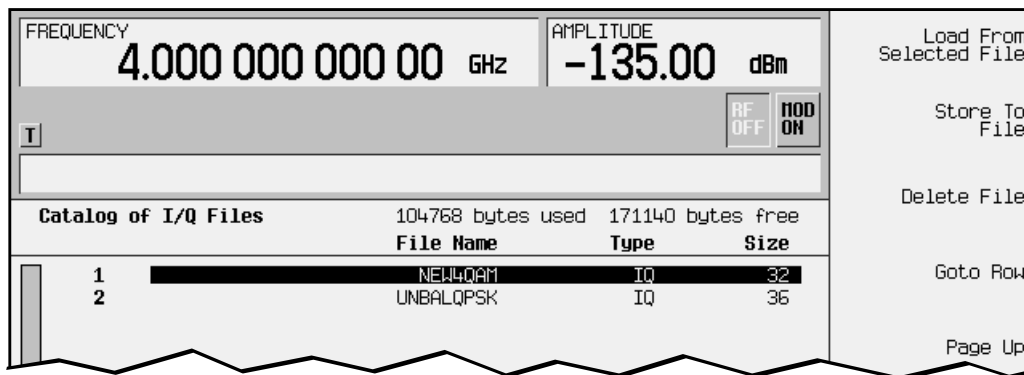 FREQUENCY
4.000 000 000 00 GHz
AMPLITUDE
-135.00 dBm
RF OFF
MOD ON
T
Catalog of I/Q Files 104768 bytes used 171140 bytes free
File Name Type Size
1 NEW4QAM IQ 32
2 UNBALQPSK IQ 36
Load From
Selected File
Store To
File
Delete File
Goto Row
Page Up